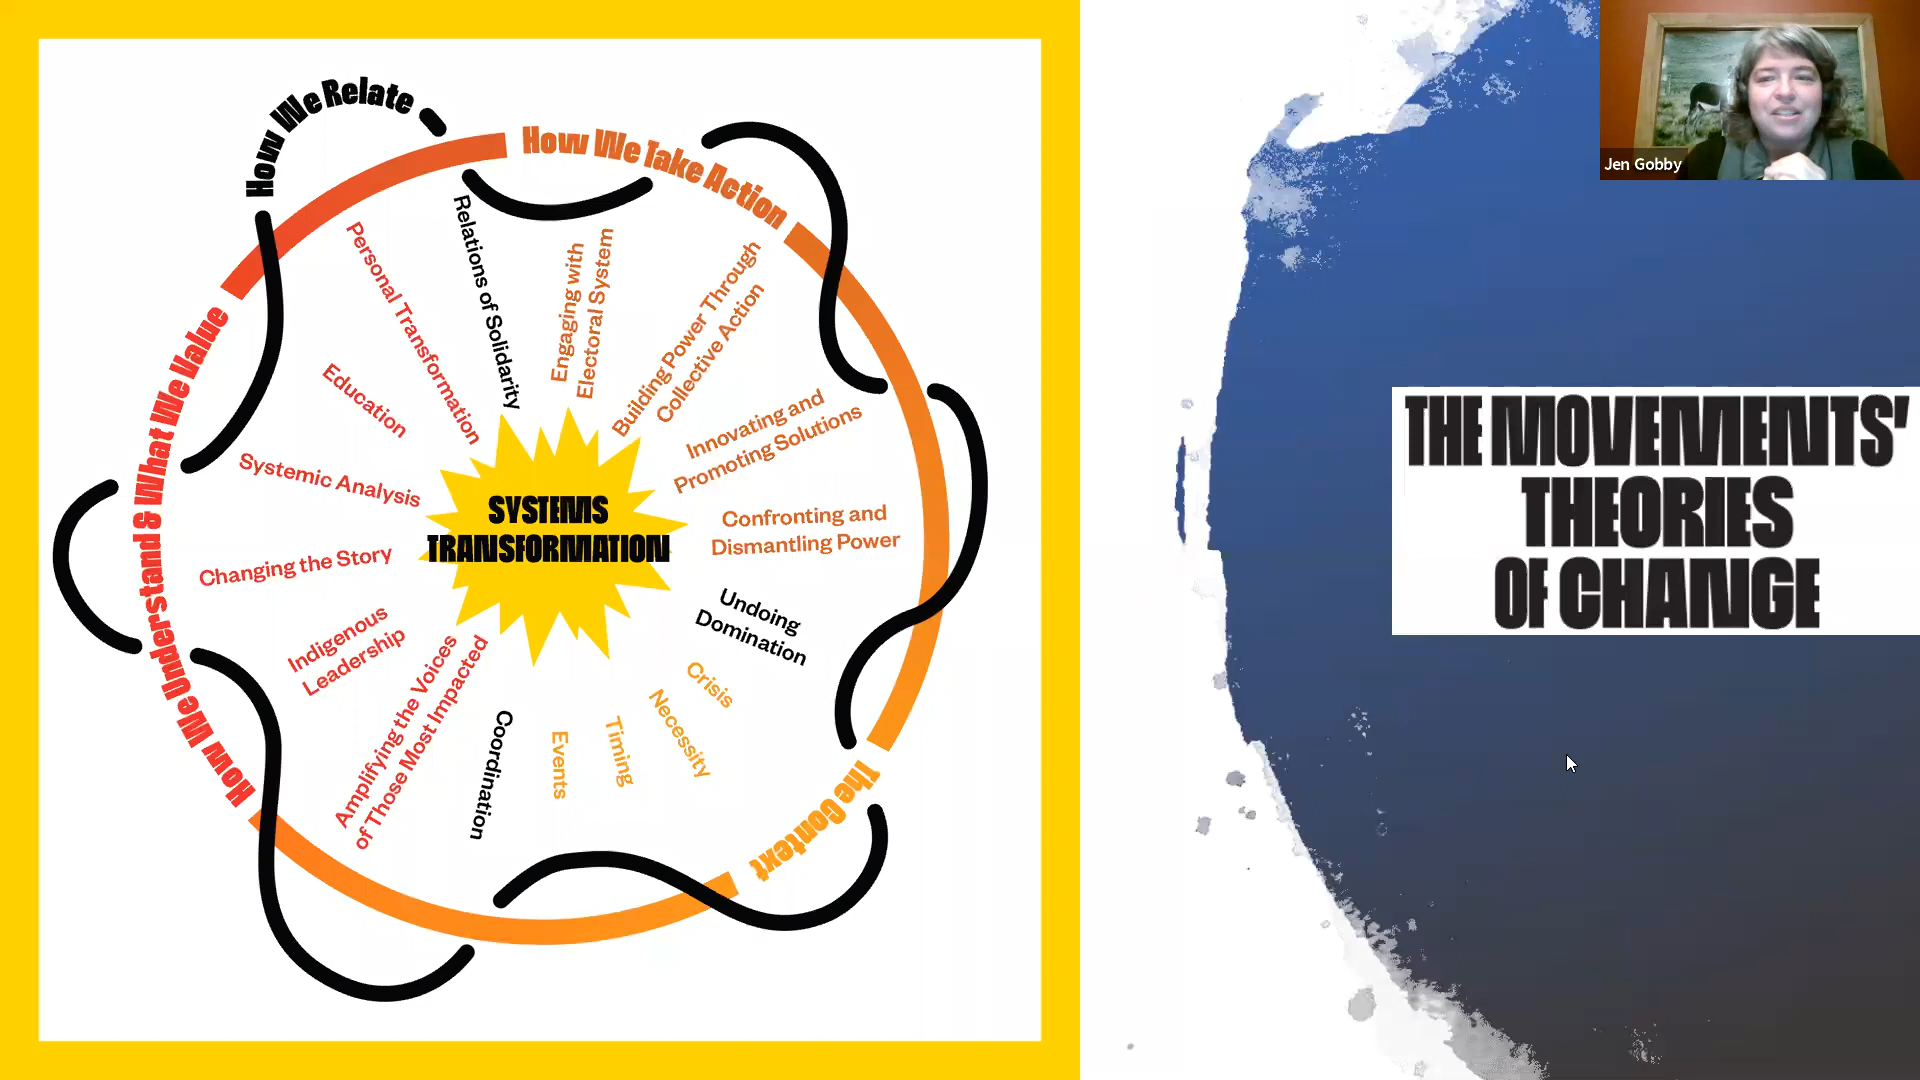 How We Relate
How We Take Action
How We Understand & What We Value
The Context
Personal Transformation
Relations of Solidarity
Engaging with
Electoral System
Building Power Through
Collective Action
Innovating and
Promoting Solutions
Confronting and
Dismantling Power
Undoing
Domination
Crisis
Necessity
Timing
Events
Coordination
Amplifying the Voices
of Those Most Impacted
Indigenous
Leadership
Changing the Story
Systemic Analysis
Education
SYSTEMS
TRANSFORMATION
Jen Gobby
THE MOVEMENTS'
THEORIES
OF CHANGE